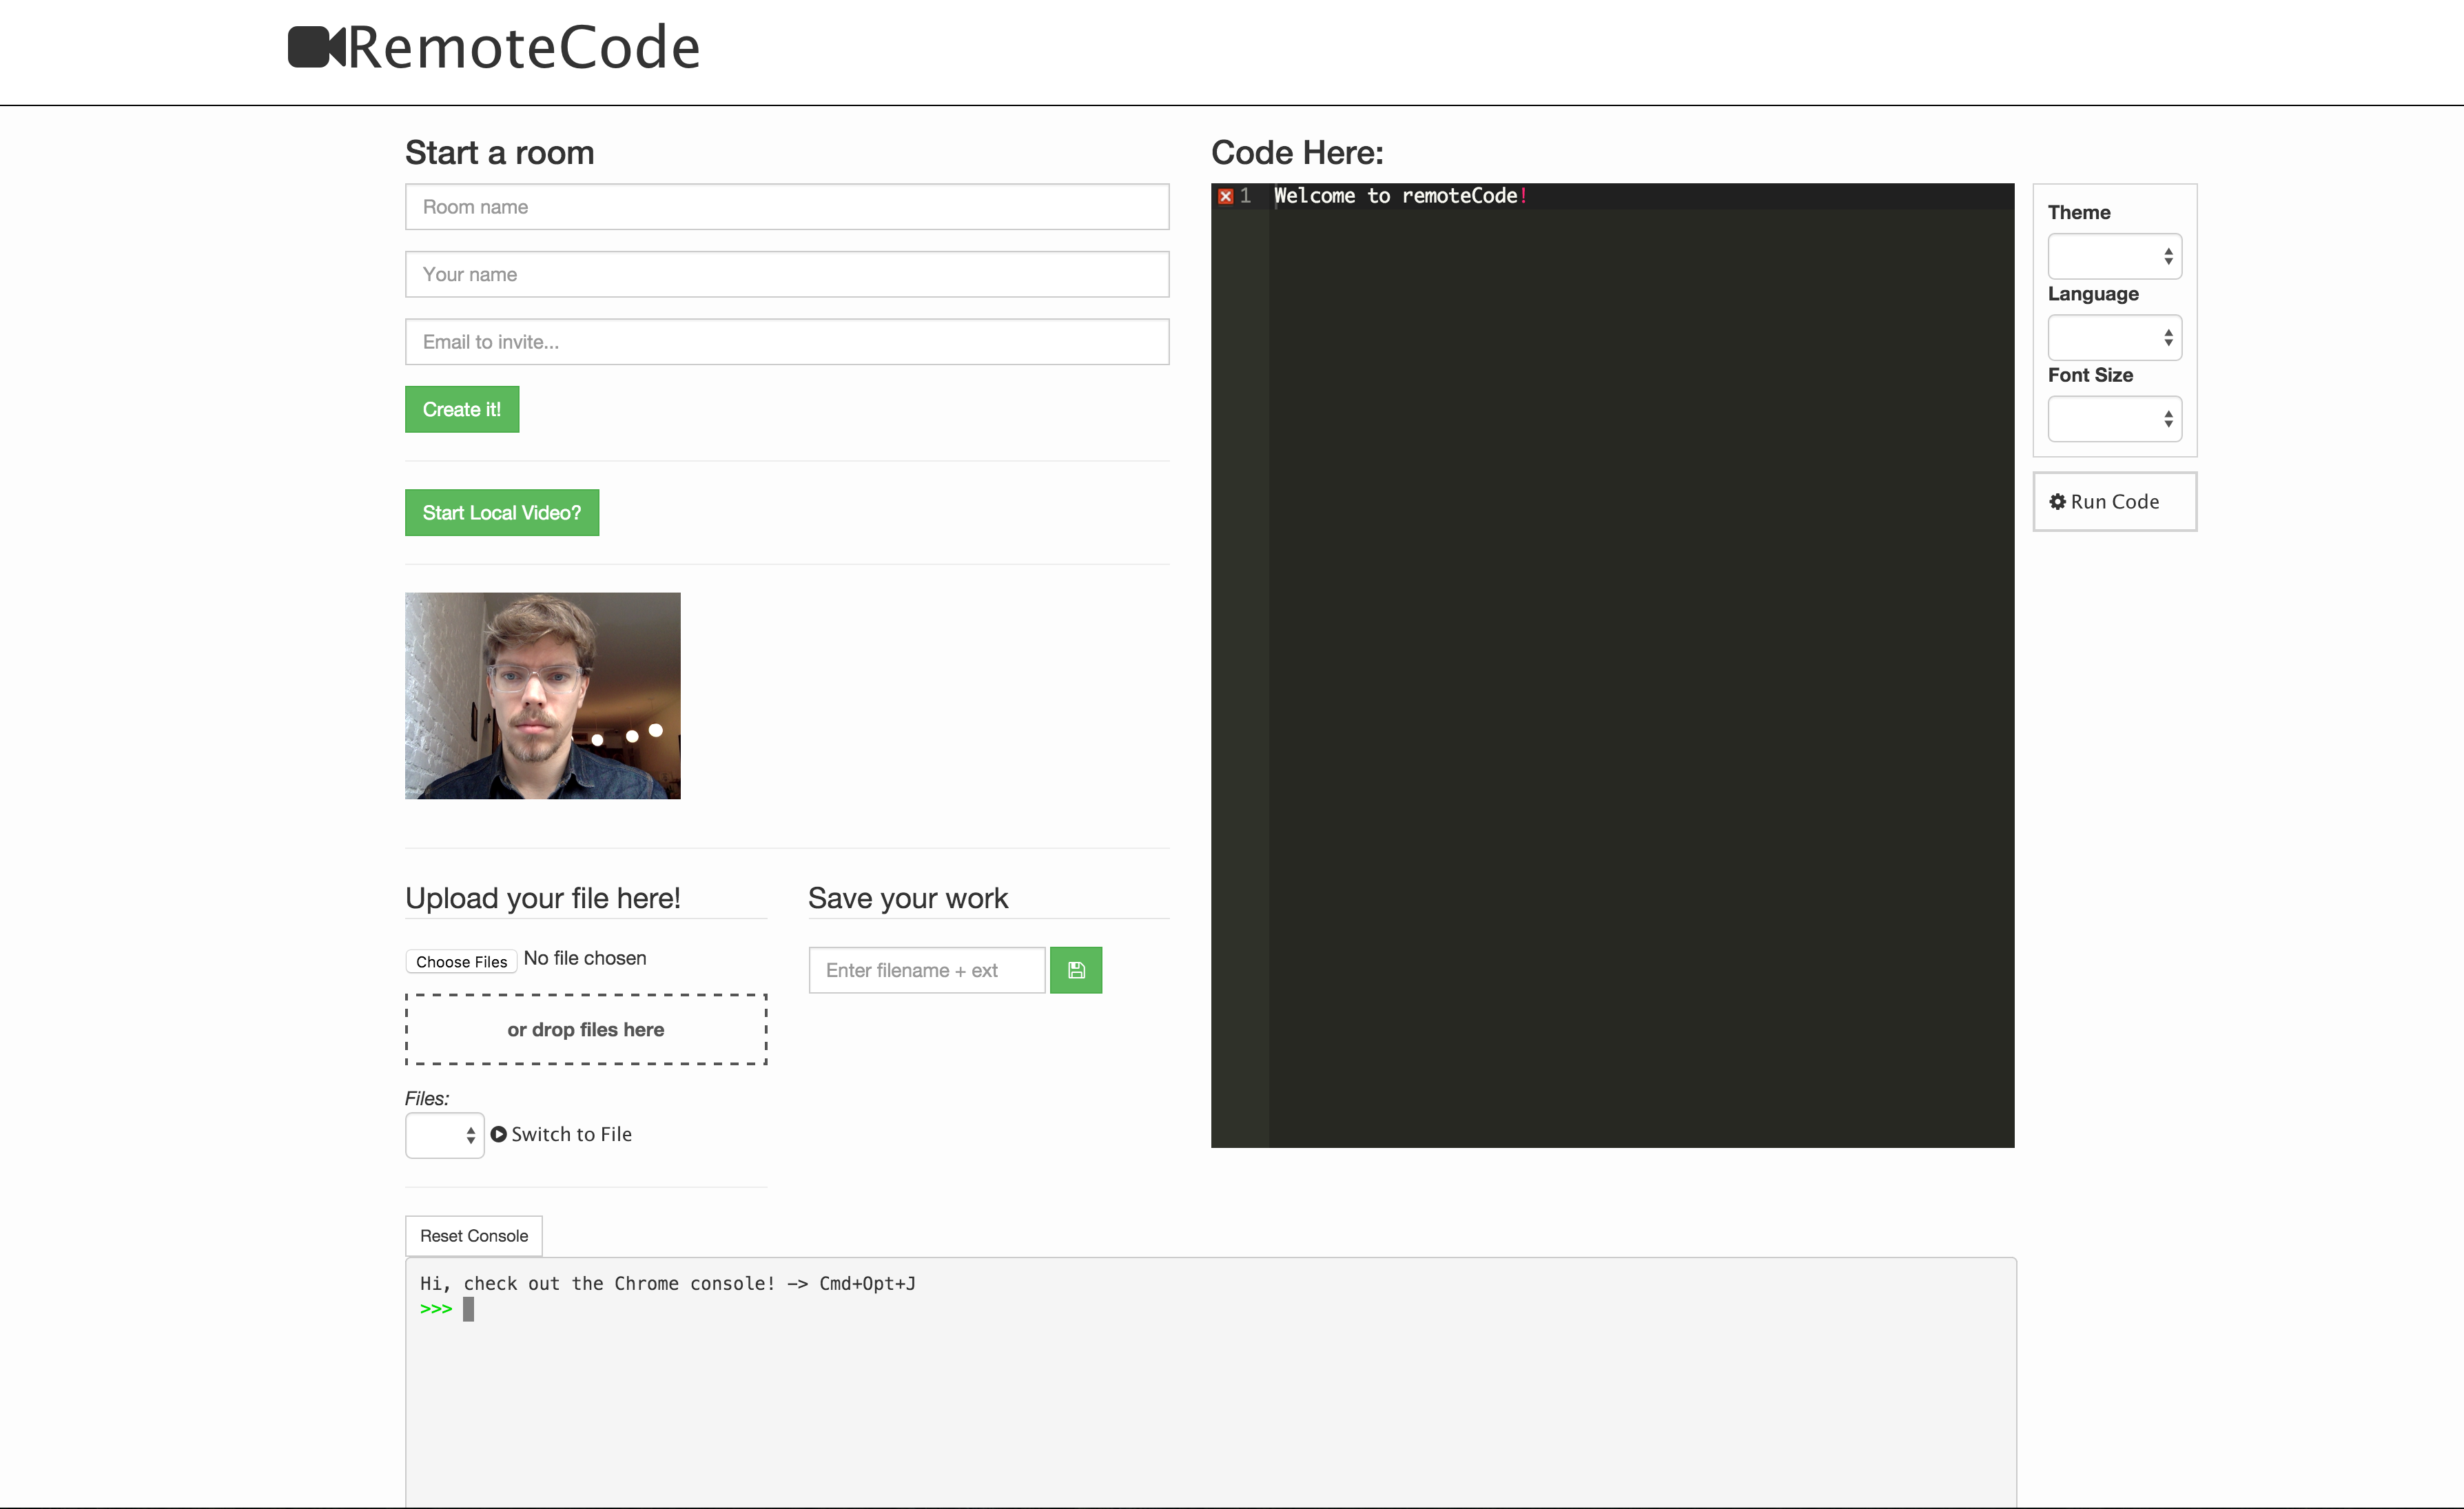 RemoteCode
Start a room
Room name
Your name
Email to invite...
Create it!
Start Local Video?
Upload your file here!
Choose Files No file chosen
or drop files here
Files:
Switch to File
Save your work
Enter filename + ext
Code Here:
1 Welcome to remoteCode!
Theme
Language
Font Size
Run Code
Reset Console
Hi, check out the Chrome console! —> Cmd+Opt+J
>>>